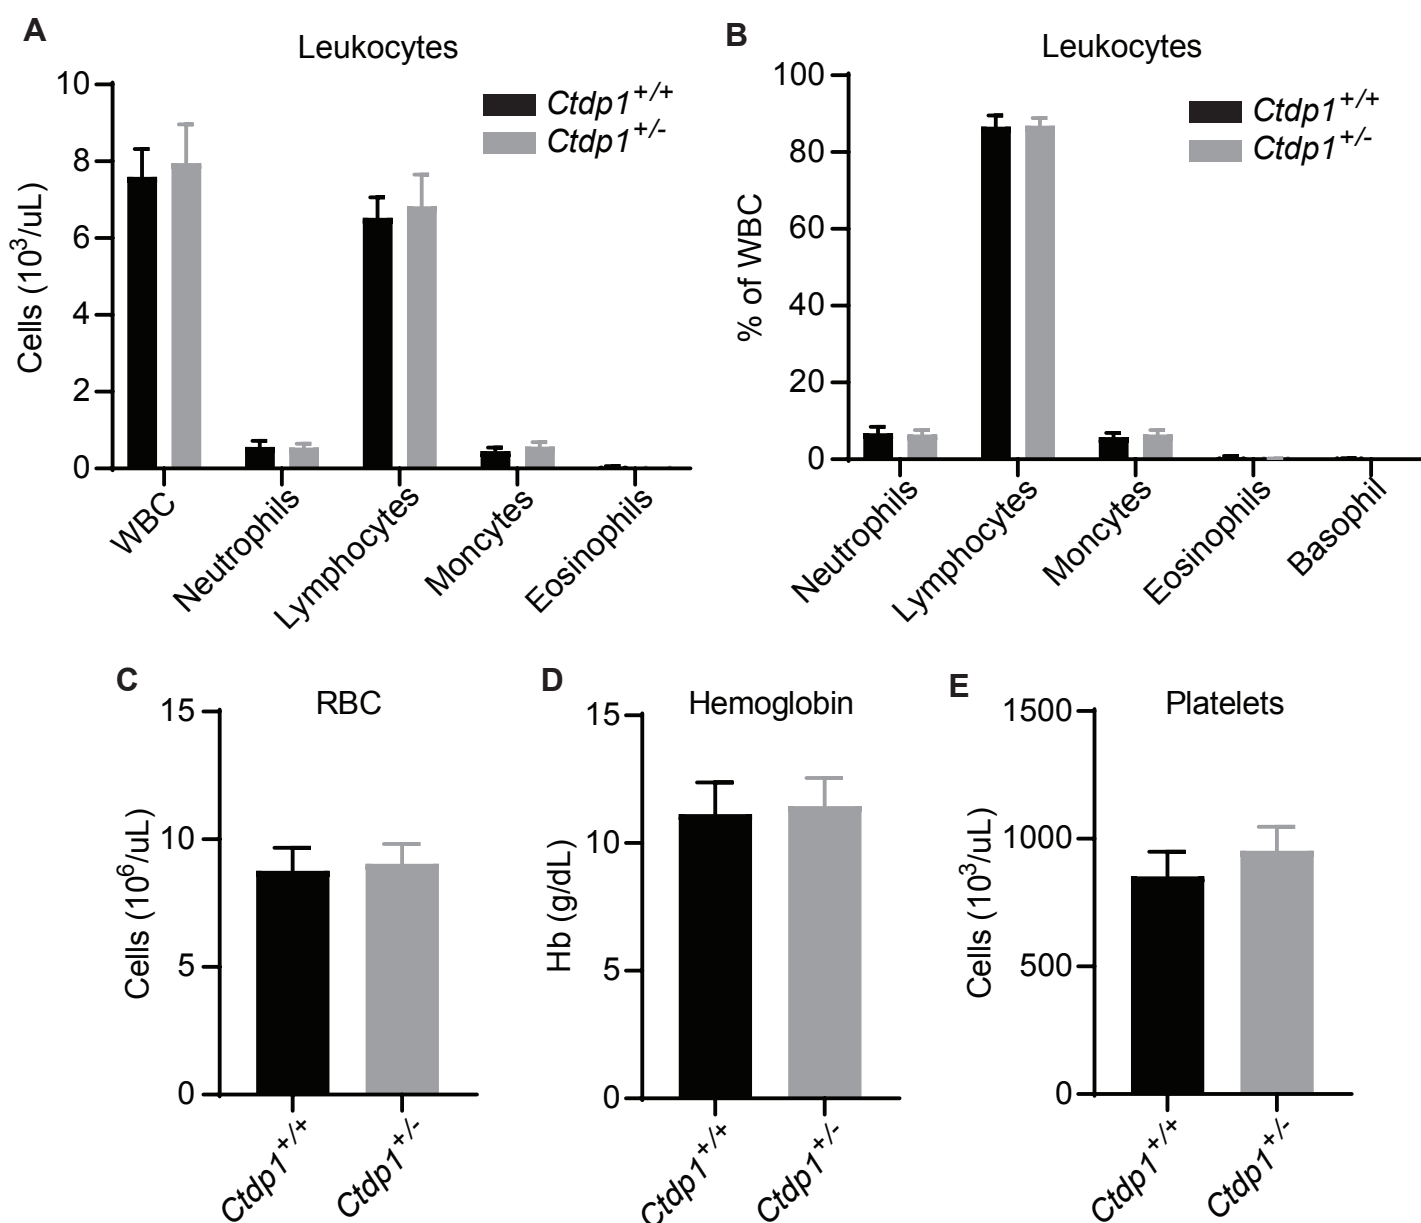 A
Leukocytes
Ctdp1+/+
Ctdp1+/-
Cells (103/uL)
10
8
6
4
2
0
WBC
Neutrophils
Lymphocytes
Moncytes
Eosinophils
B
Leukocytes
Ctdp1+/+
Ctdp1+/-
% of WBC
100
80
60
40
20
0
Neutrophils
Lymphocytes
Moncytes
Eosinophils
Basophil
C
RBC
Cells (106/uL)
15
10
5
0
Ctdp1+/+
Ctdp1+/-
D
Hemoglobin
Hb (g/dL)
15
10
5
0
Ctdp1+/+
Ctdp1+/-
E
Platelets
Cells (103/uL)
1500
1000
500
0
Ctdp1+/+
Ctdp1+/-